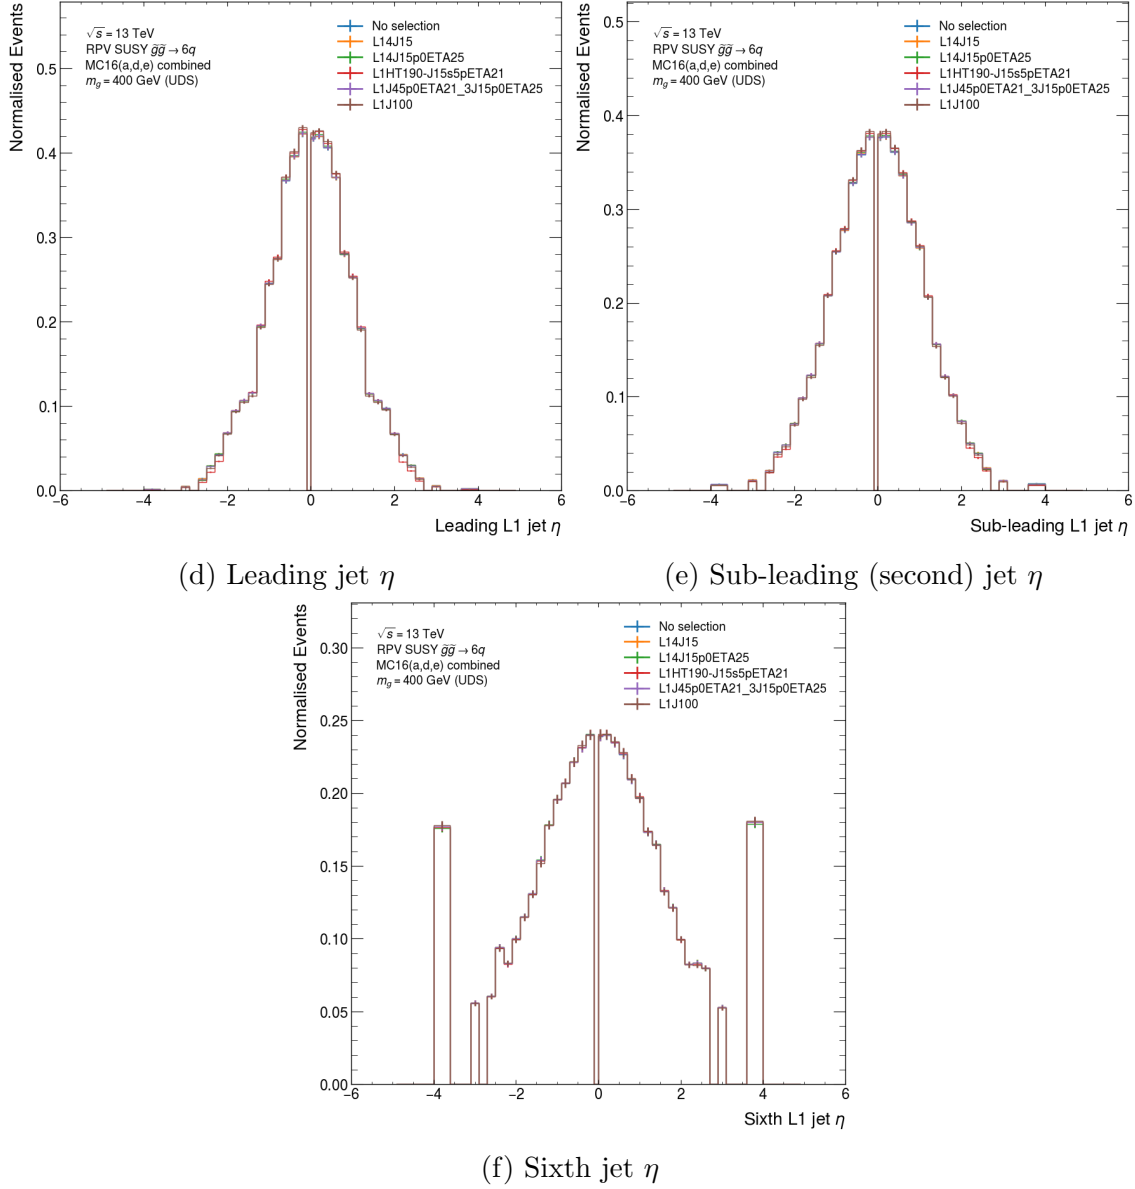 Normalised Events
0.5
0.4
0.3
0.2
0.1
0.0
√s = 13 TeV
RPV SUSY g̃g̃ → 6q
MC16(a,d,e) combined
m_g = 400 GeV (UDS)
No selection
L14J15
L14J15p0ETA25
L1HT190-J15s5pETA21
L1J45p0ETA21_3J15p0ETA25
L1J100
−6 −4 −2 0 2 4 6
Leading L1 jet η
(d) Leading jet η
Normalised Events
0.5
0.4
0.3
0.2
0.1
0.0
√s = 13 TeV
RPV SUSY g̃g̃ → 6q
MC16(a,d,e) combined
m_g = 400 GeV (UDS)
No selection
L14J15
L14J15p0ETA25
L1HT190-J15s5pETA21
L1J45p0ETA21_3J15p0ETA25
L1J100
−6 −4 −2 0 2 4 6
Sub-leading L1 jet η
(e) Sub-leading (second) jet η
Normalised Events
0.30
0.25
0.20
0.15
0.10
0.05
0.00
√s = 13 TeV
RPV SUSY g̃g̃ → 6q
MC16(a,d,e) combined
m_g = 400 GeV (UDS)
No selection
L14J15
L14J15p0ETA25
L1HT190-J15s5pETA21
L1J45p0ETA21_3J15p0ETA25
L1J100
−6 −4 −2 0 2 4 6
Sixth L1 jet η
(f) Sixth jet η